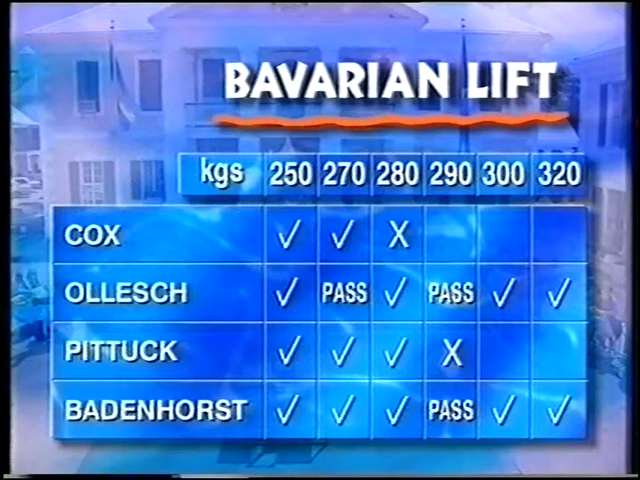 BAVARIAN LIFT
kgs 250 270 280 290 300 320
COX ✓ ✓ X
OLLESCH ✓ PASS ✓ PASS ✓ ✓
PITTUCK ✓ ✓ ✓ X
BADENHORST ✓ ✓ ✓ PASS ✓ ✓